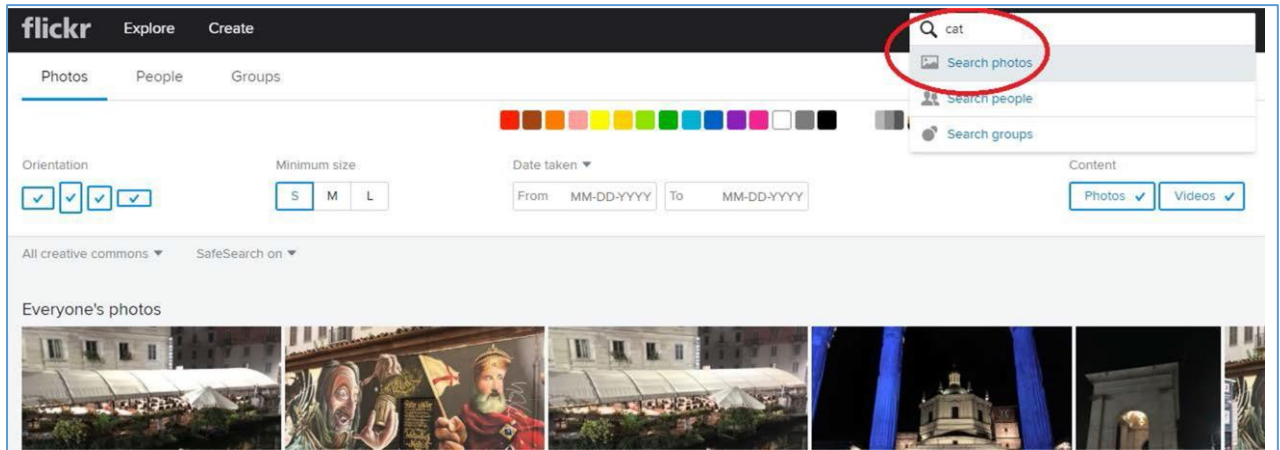 flickr Explore Create cat
Search photos
Photos People Groups
Search people
Search groups
Orientation Minimum size Date taken Content
S M L From MM-DD-YYYY To MM-DD-YYYY Photos Videos
All creative commons SafeSearch on
Everyone's photos